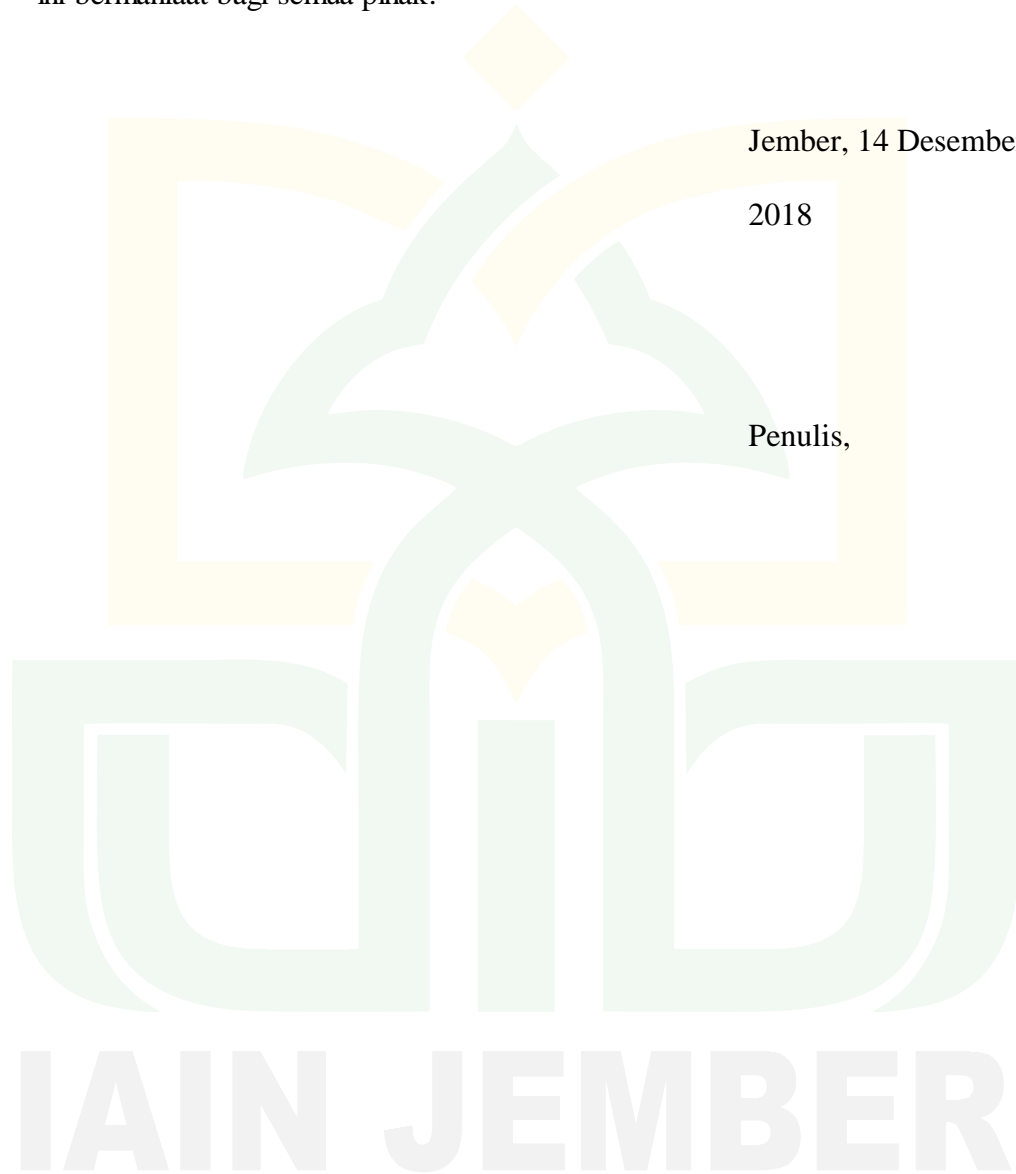 ini bermanfaat bagi semua pihak.
Jember, 14 Desembe
2018
Penulis,
IAIN JEMBER